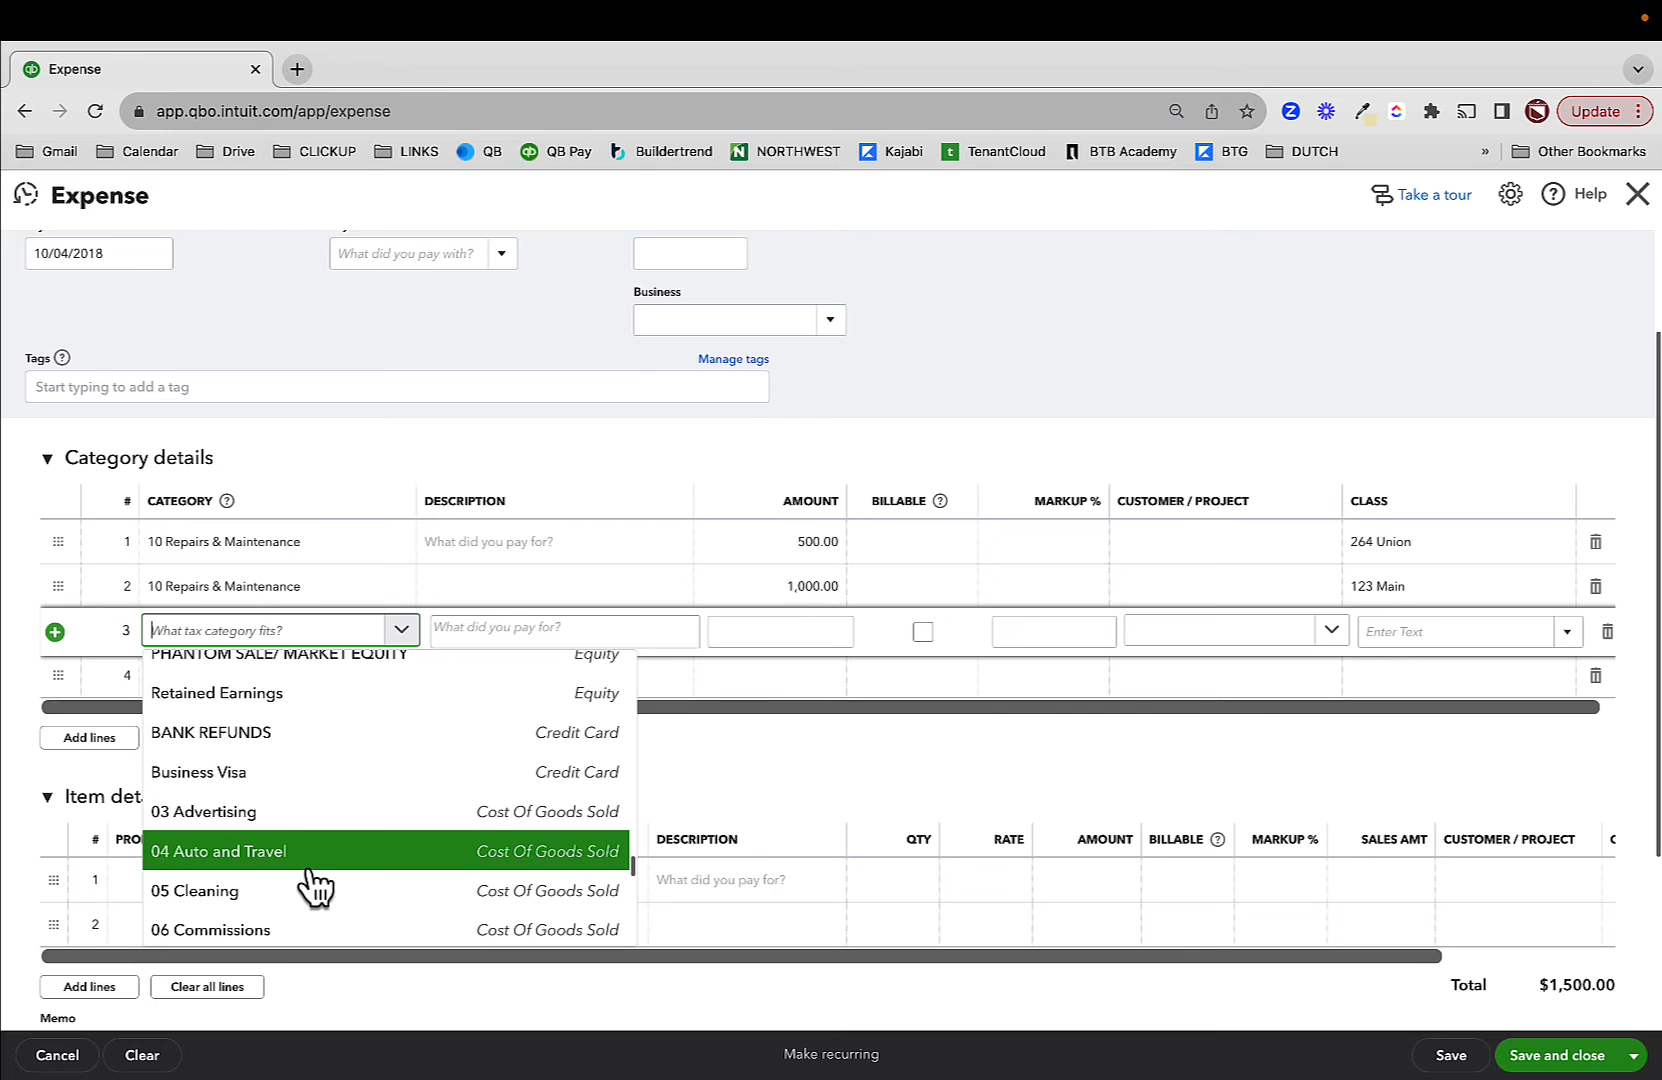 Expense
app.qbo.intuit.com/app/expense
Update
Gmail Calendar Drive CLICKUP LINKS QB QB Pay Buildertrend NORTHWEST Kajabi TenantCloud BTB Academy BTG DUTCH » Other Bookmarks
Expense
Take a tour Help
10/04/2018 What did you pay with?
Business
Tags Manage tags
Start typing to add a tag
Category details
# CATEGORY DESCRIPTION AMOUNT BILLABLE MARKUP % CUSTOMER / PROJECT CLASS
1 10 Repairs & Maintenance What did you pay for? 500.00 264 Union
2 10 Repairs & Maintenance 1,000.00 123 Main
3 What tax category fits? What did you pay for? Enter Text
PHANTOM SALE/ MARKET EQUITY Equity
4
Retained Earnings Equity
Add lines
BANK REFUNDS Credit Card
Business Visa Credit Card
Item deta
03 Advertising Cost Of Goods Sold
# PRO DESCRIPTION QTY RATE AMOUNT BILLABLE MARKUP % SALES AMT CUSTOMER / PROJECT
04 Auto and Travel Cost Of Goods Sold
1 What did you pay for?
05 Cleaning Cost Of Goods Sold
2
06 Commissions Cost Of Goods Sold
Add lines Clear all lines Total $1,500.00
Memo
Cancel Clear Make recurring Save Save and close